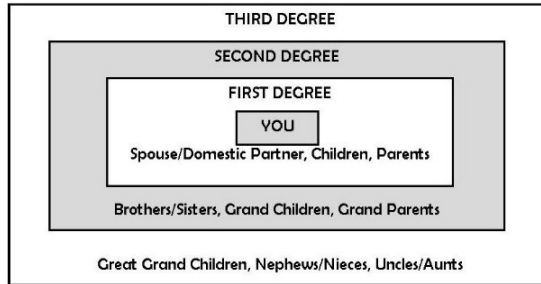 THIRD DEGREE
SECOND DEGREE
FIRST DEGREE
YOU
Spouse/Domestic Partner, Children, Parents
Brothers/Sisters, Grand Children, Grand Parents
Great Grand Children, Nephews/Nieces, Uncles/Aunts